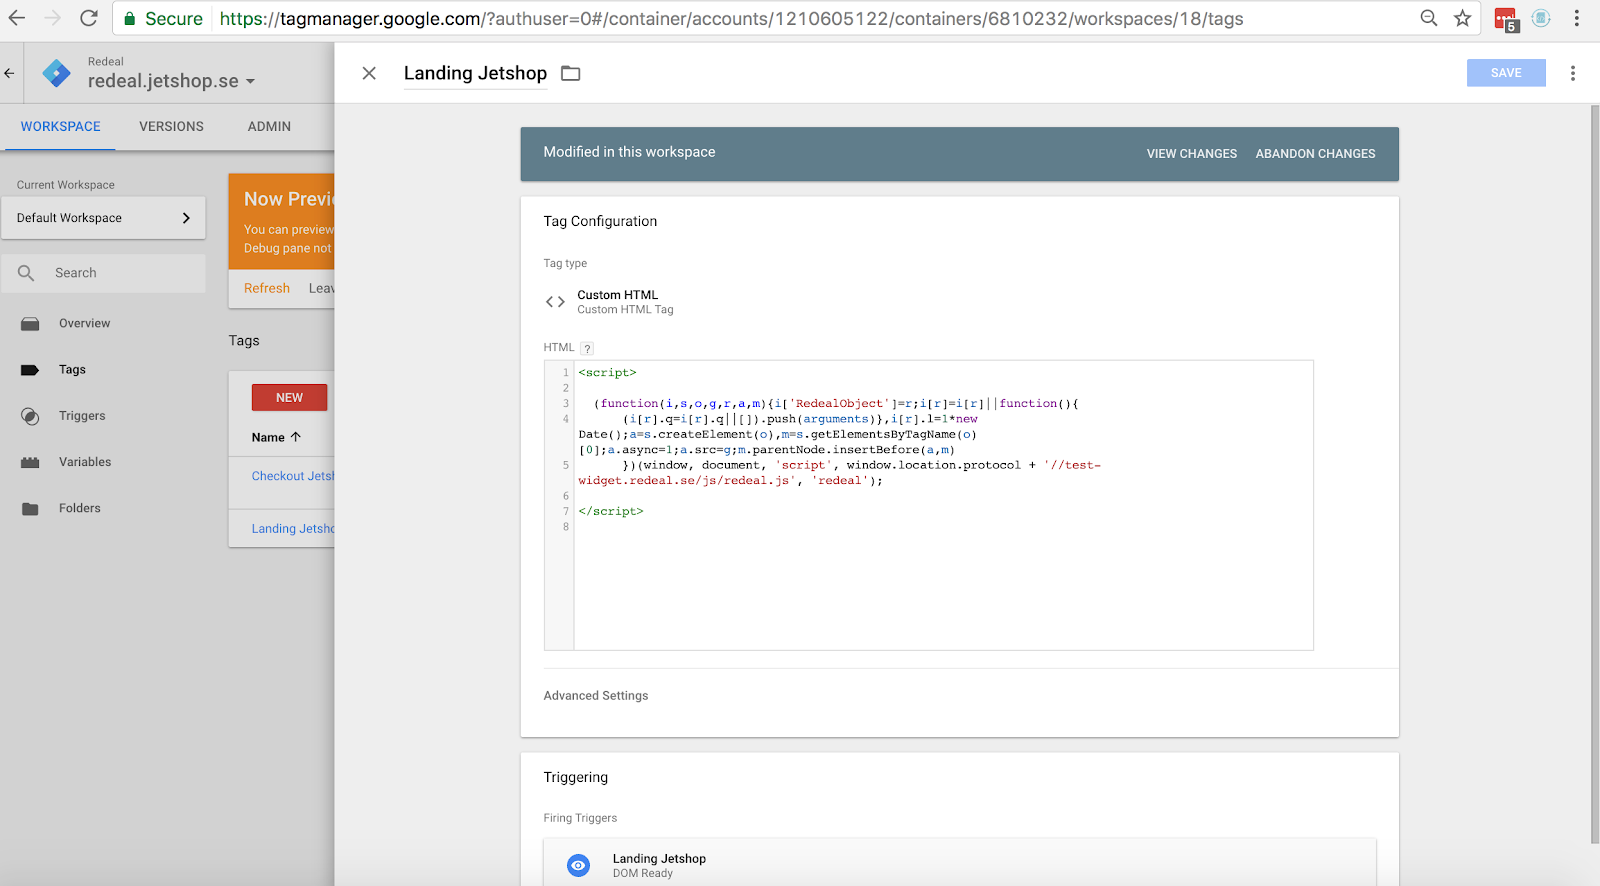 Secure https://tagmanager.google.com/?authuser=0#/container/accounts/1210605122/containers/6810232/workspaces/18/tags
5
Redeal
redeal.jetshop.se
Landing Jetshop
SAVE
WORKSPACE VERSIONS ADMIN
Modified in this workspace
VIEW CHANGES ABANDON CHANGES
Current Workspace
Default Workspace
Search
Overview
Tags
Triggers
Variables
Folders
Now Previ
You can preview
Debug pane not
Refresh Leav
Tags
NEW
Name
Checkout Jetsh
Landing Jetsho
Tag Configuration
Tag type
Custom HTML
Custom HTML Tag
HTML ?
1 <script>
2
3 (function(i,s,o,g,r,a,m){i['RedealObject']=r;i[r]=i[r]||function(){
4 (i[r].q=i[r].q||[]).push(arguments)},i[r].l=1*new
Date();a=s.createElement(o),m=s.getElementsByTagName(o)
[0];a.async=1;a.src=g;m.parentNode.insertBefore(a,m)
5 })(window, document, 'script', window.location.protocol + '//test-
widget.redeal.se/js/redeal.js', 'redeal');
6
7 </script>
8
Advanced Settings
Triggering
Firing Triggers
Landing Jetshop
DOM Ready